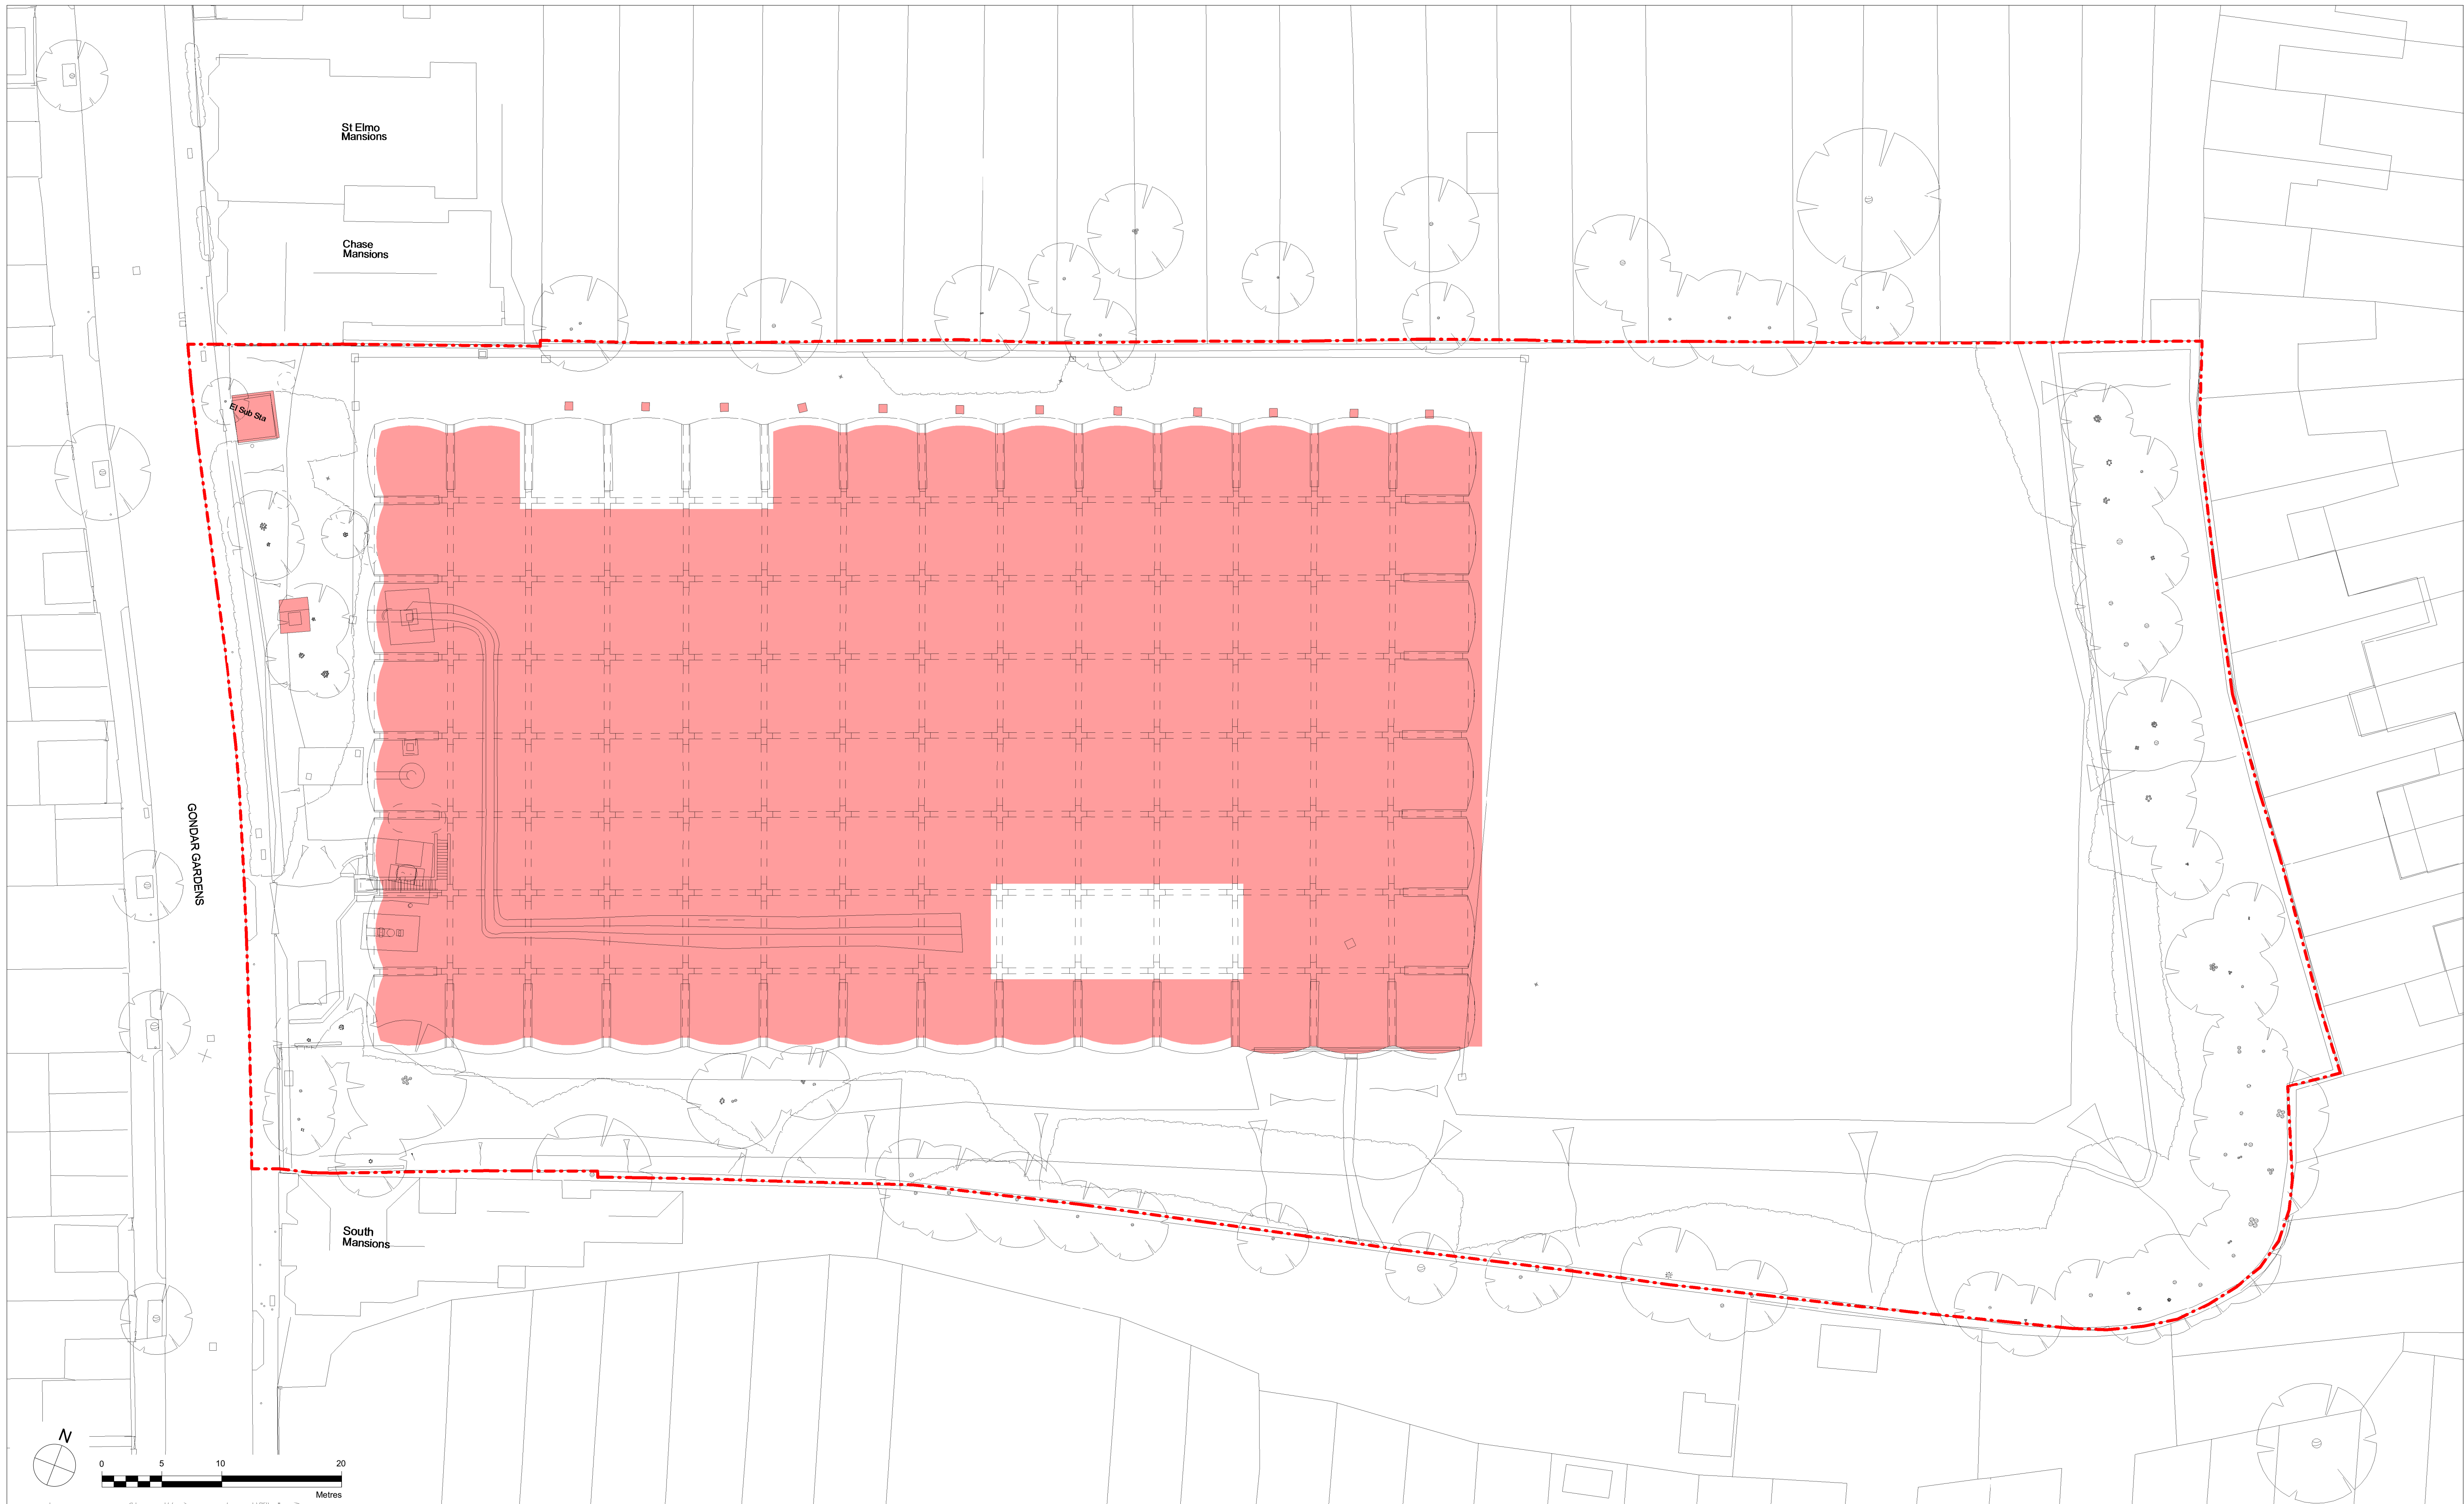 St Elmo
Mansions
Chase
Mansions
El Sub Sta
GONDAR GARDENS
South
Mansions
N
0 5 10 20
Metres